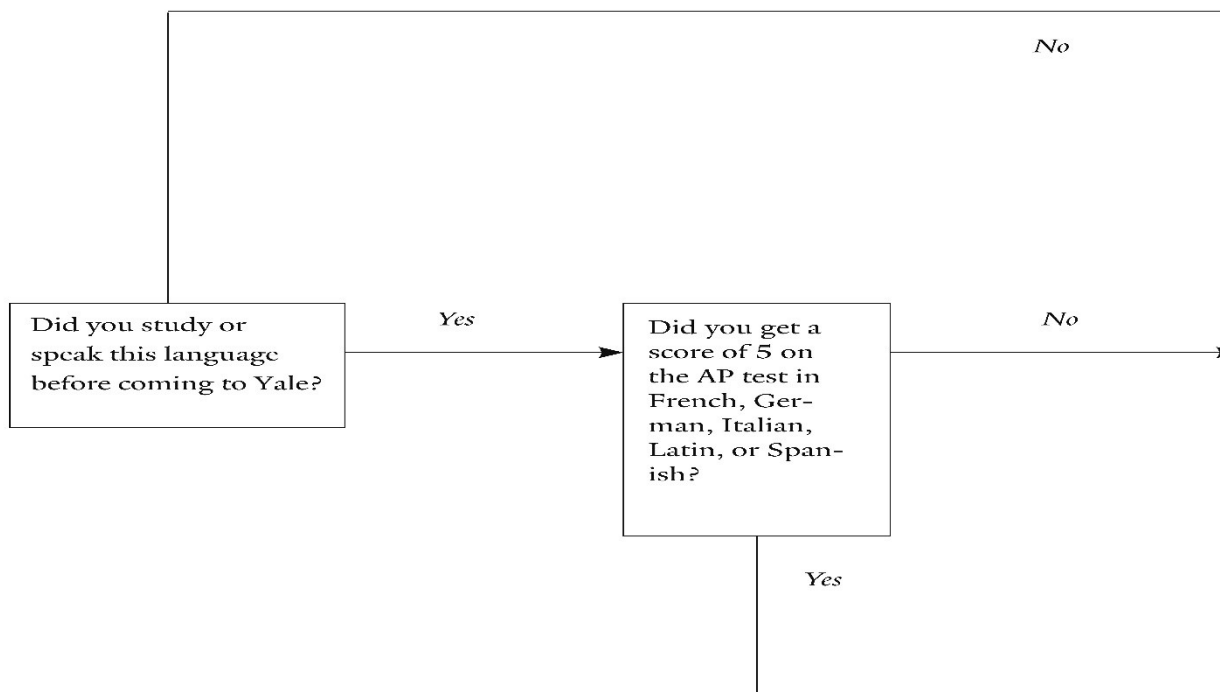 No
Did you study or
speak this language
before coming to Yale?
Yes
Did you get a
score of 5 on
the AP test in
French, Ger-
man, Italian,
Latin, or Span-
ish?
No
Yes